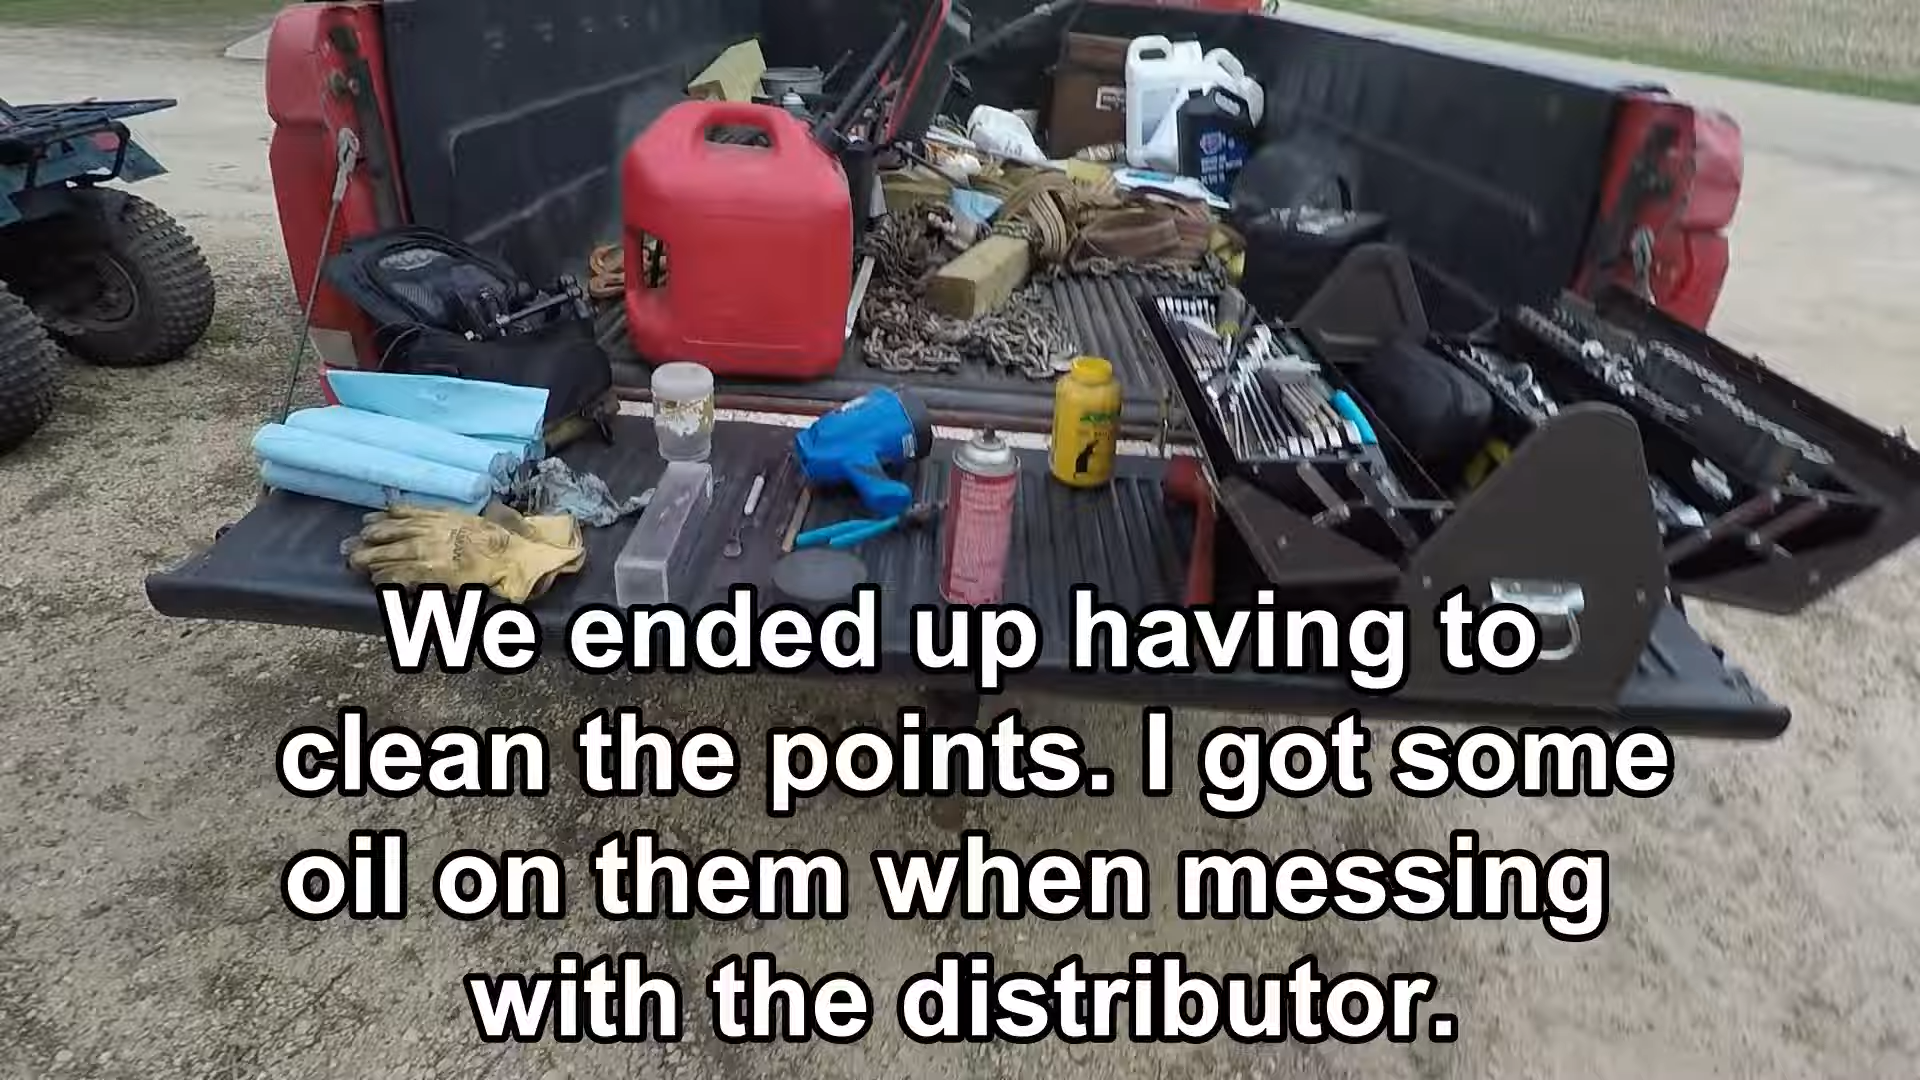 We ended up having to
clean the points. I got some
oil on them when messing
with the distributor.